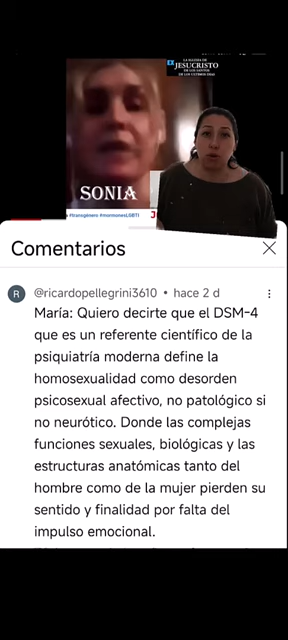 LA IGLESIA DE
JESUCRISTO
DE LOS SANTOS
DE LOS ÚLTIMOS DÍAS
SONIA
#transgénero #mormonesLGBTI
Comentarios
R @ricardopellegrini3610 • hace 2 d
María: Quiero decirte que el DSM-4
que es un referente científico de la
psiquiatría moderna define la
homosexualidad como desorden
psicosexual afectivo, no patológico si
no neurótico. Donde las complejas
funciones sexuales, biológicas y las
estructuras anatómicas tanto del
hombre como de la mujer pierden su
sentido y finalidad por falta del
impulso emocional.